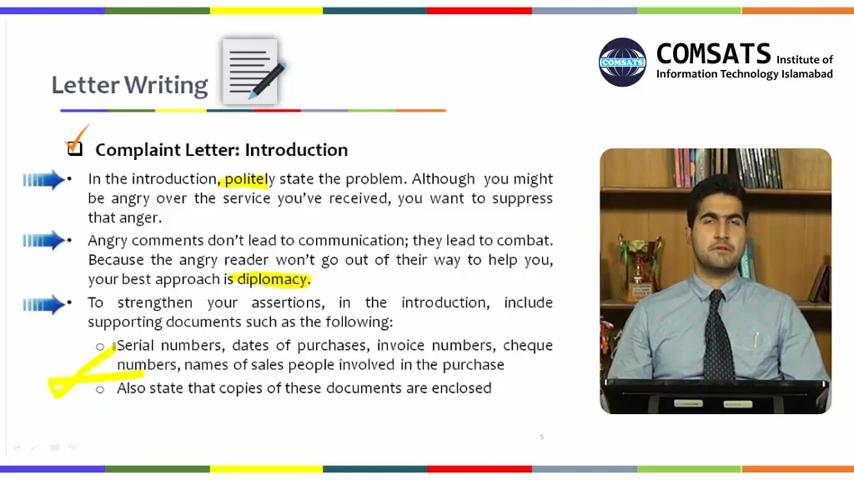 COMSATS Institute of
Information Technology Islamabad
COMSATS
Letter Writing
Complaint Letter: Introduction
• In the introduction, politely state the problem. Although you might
be angry over the service you've received, you want to suppress
that anger.
• Angry comments don't lead to communication; they lead to combat.
Because the angry reader won't go out of their way to help you,
your best approach is diplomacy.
• To strengthen your assertions, in the introduction, include
supporting documents such as the following:
o Serial numbers, dates of purchases, invoice numbers, cheque
numbers, names of sales people involved in the purchase
o Also state that copies of these documents are enclosed
5